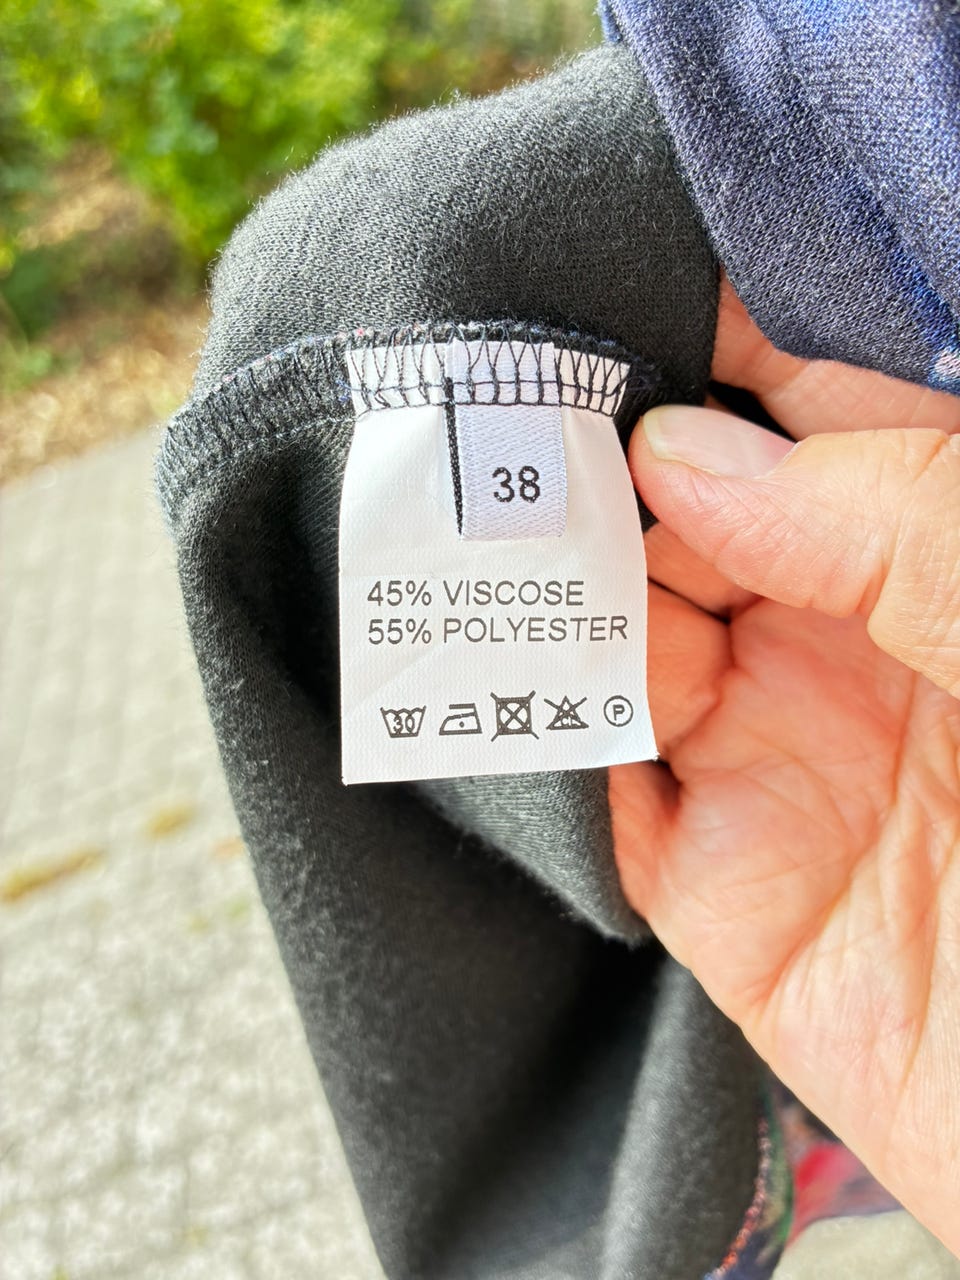 38
45% VISCOSE
55% POLYESTER
30 P